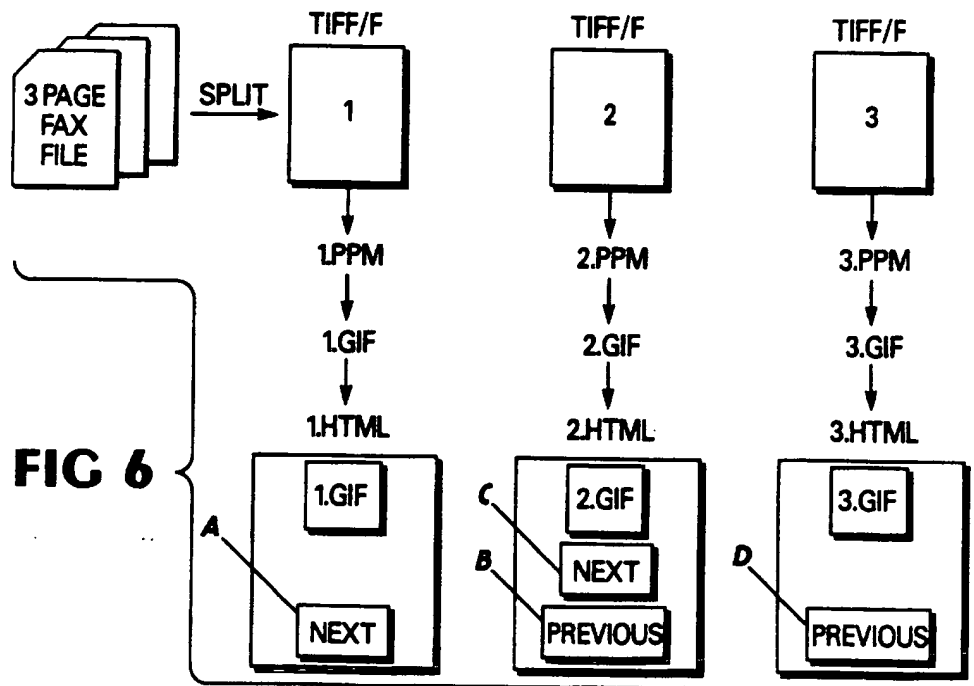 TIFF/F TIFF/F TIFF/F
3 PAGE
FAX
FILE
SPLIT
1 2 3
1.PPM 2.PPM 3.PPM
1.GIF 2.GIF 3.GIF
1.HTML 2.HTML 3.HTML
FIG 6
1.GIF 2.GIF 3.GIF
A C
NEXT
B D
NEXT PREVIOUS PREVIOUS